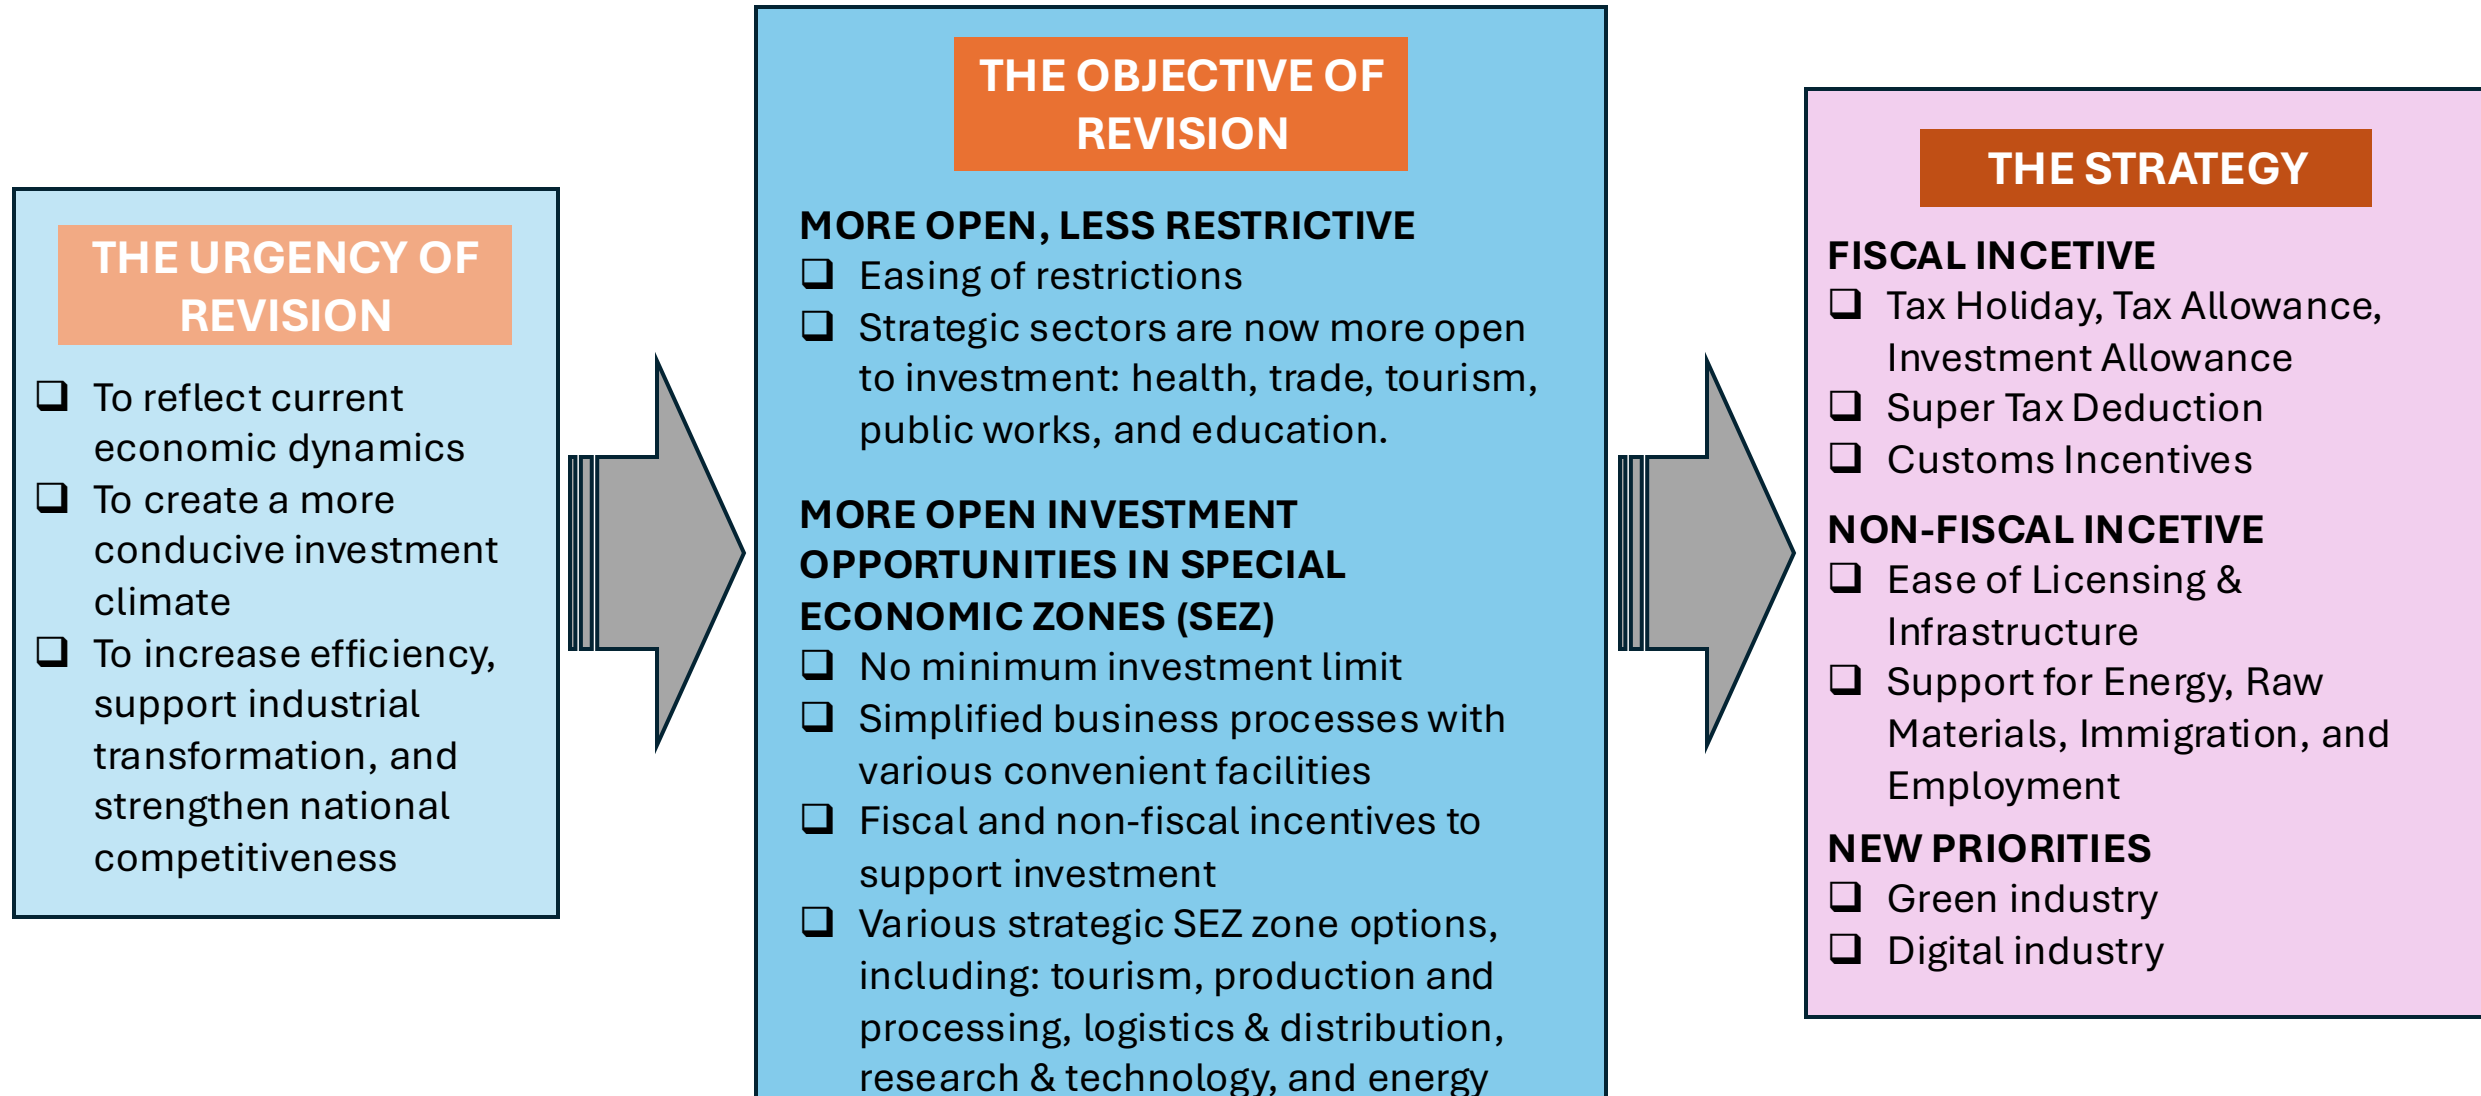 THE URGENCY OF
REVISION
❑ To reflect current
economic dynamics
❑ To create a more
conducive investment
climate
❑ To increase efficiency,
support industrial
transformation, and
strengthen national
competitiveness
THE OBJECTIVE OF
REVISION
MORE OPEN, LESS RESTRICTIVE
❑ Easing of restrictions
❑ Strategic sectors are now more open
to investment: health, trade, tourism,
public works, and education.
MORE OPEN INVESTMENT
OPPORTUNITIES IN SPECIAL
ECONOMIC ZONES (SEZ)
❑ No minimum investment limit
❑ Simplified business processes with
various convenient facilities
❑ Fiscal and non-fiscal incentives to
support investment
❑ Various strategic SEZ zone options,
including: tourism, production and
processing, logistics & distribution,
research & technology, and energy
THE STRATEGY
FISCAL INCETIVE
❑ Tax Holiday, Tax Allowance,
Investment Allowance
❑ Super Tax Deduction
❑ Customs Incentives
NON-FISCAL INCETIVE
❑ Ease of Licensing &
Infrastructure
❑ Support for Energy, Raw
Materials, Immigration, and
Employment
NEW PRIORITIES
❑ Green industry
❑ Digital industry